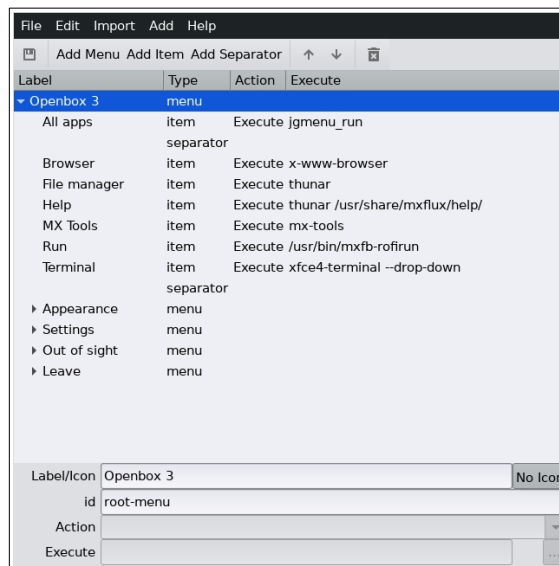 File Edit Import Add Help
Add Menu Add Item Add Separator
Label Type Action Execute
Openbox 3 menu
All apps item Execute jgmenu_run
separator
Browser item Execute x-www-browser
File manager item Execute thunar
Help item Execute thunar /usr/share/mxflux/help/
MX Tools item Execute mx-tools
Run item Execute /usr/bin/mxfb-rofirun
Terminal item Execute xfce4-terminal --drop-down
separator
Appearance menu
Settings menu
Out of sight menu
Leave menu
Label/Icon Openbox 3 No Icon
id root-menu
Action
Execute ...